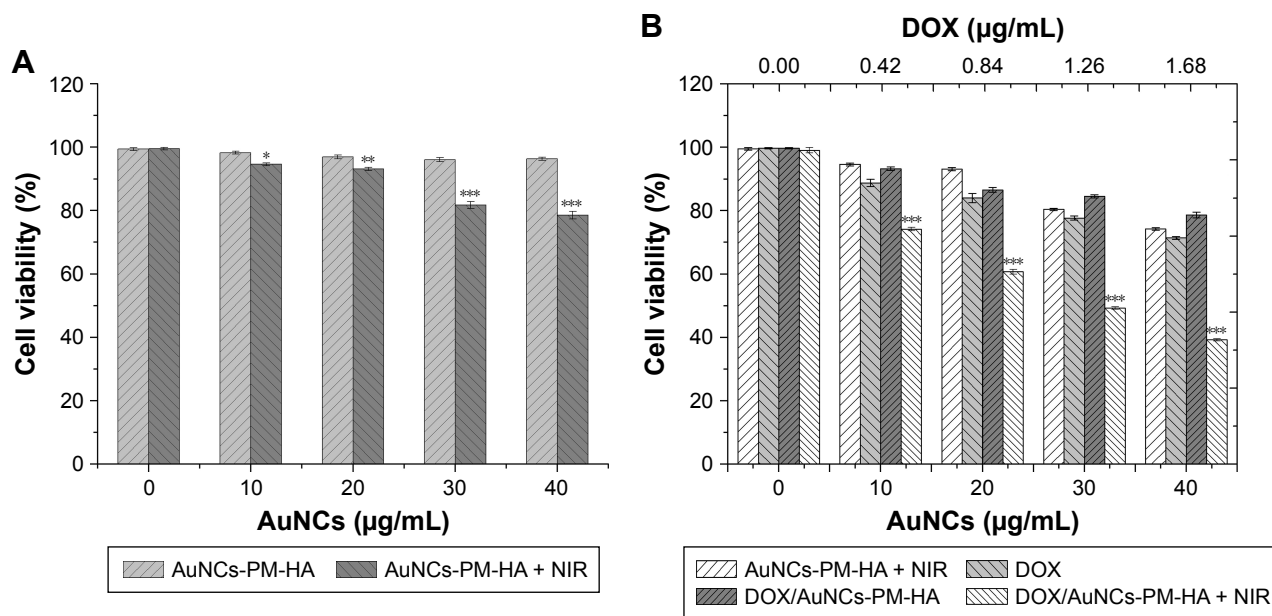 A
Cell viability (%)
120
100
80
60
40
20
0
*
**
***
***
0 10 20 30 40
AuNCs (µg/mL)
AuNCs-PM-HA AuNCs-PM-HA + NIR
B
DOX (µg/mL)
0.00 0.42 0.84 1.26 1.68
Cell viability (%)
120
100
80
60
40
20
0
***
***
***
***
0 10 20 30 40
AuNCs (µg/mL)
AuNCs-PM-HA + NIR DOX
DOX/AuNCs-PM-HA DOX/AuNCs-PM-HA + NIR